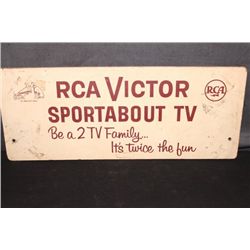 RCA VICTOR
RCA
SPORTABOUT TV
Be a 2 TV Family...
It's twice the fun